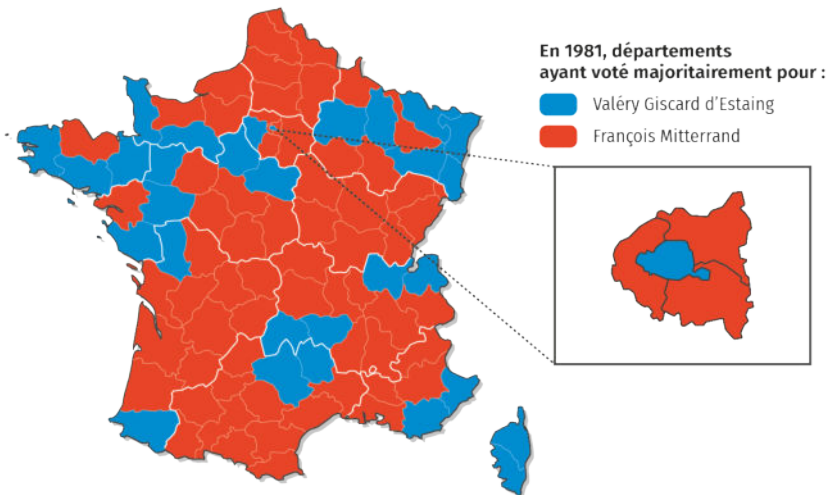 En 1981, départements
ayant voté majoritairement pour :
Valéry Giscard d'Estaing
François Mitterrand